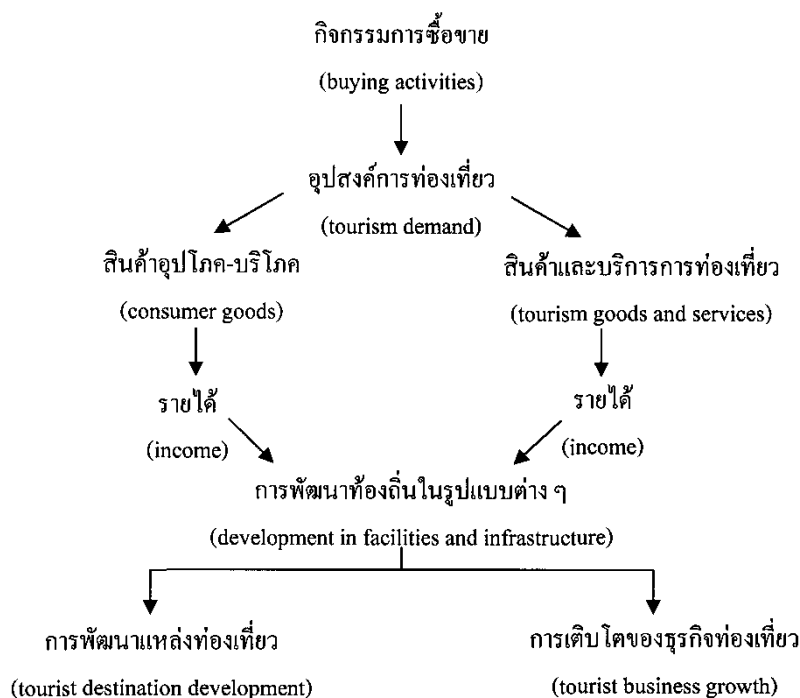 กิจกรรมการซื้อขาย
(buying activities)
อุปสงค์การท่องเที่ยว
(tourism demand)
สินค้าอุปโภค-บริโภค
(consumer goods)
สินค้าและบริการการท่องเที่ยว
(tourism goods and services)
รายได้
(income)
รายได้
(income)
การพัฒนาท้องถิ่นในรูปแบบต่าง ๆ
(development in facilities and infrastructure)
การพัฒนาแหล่งท่องเที่ยว
(tourist destination development)
การเติบโตของธุรกิจท่องเที่ยว
(tourist business growth)